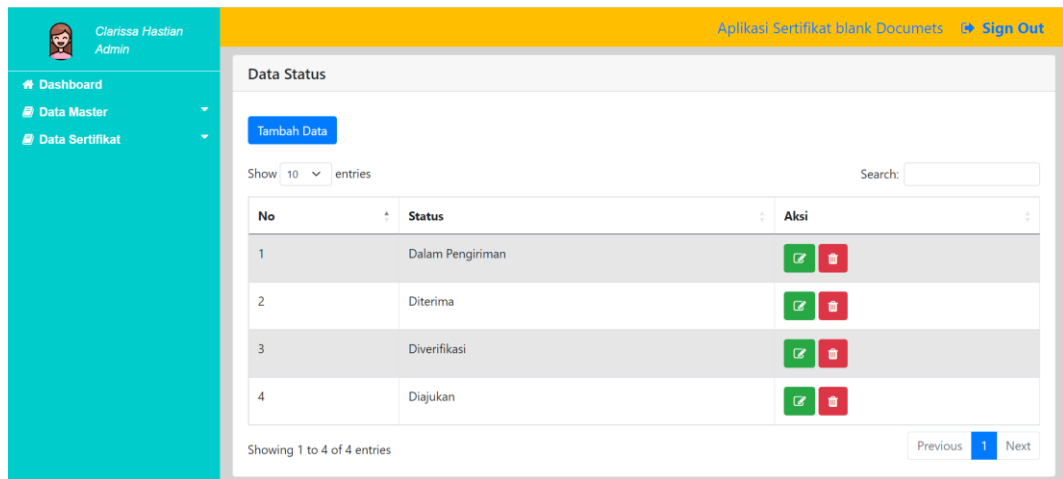 Clarissa Hastian
Admin
Aplikasi Sertifikat blank Documets Sign Out
Dashboard
Data Master
Data Sertifikat
Data Status
Tambah Data
Show 10 entries
Search:
No Status Aksi
1 Dalam Pengiriman
2 Diterima
3 Diverifikasi
4 Diajukan
Showing 1 to 4 of 4 entries
Previous 1 Next